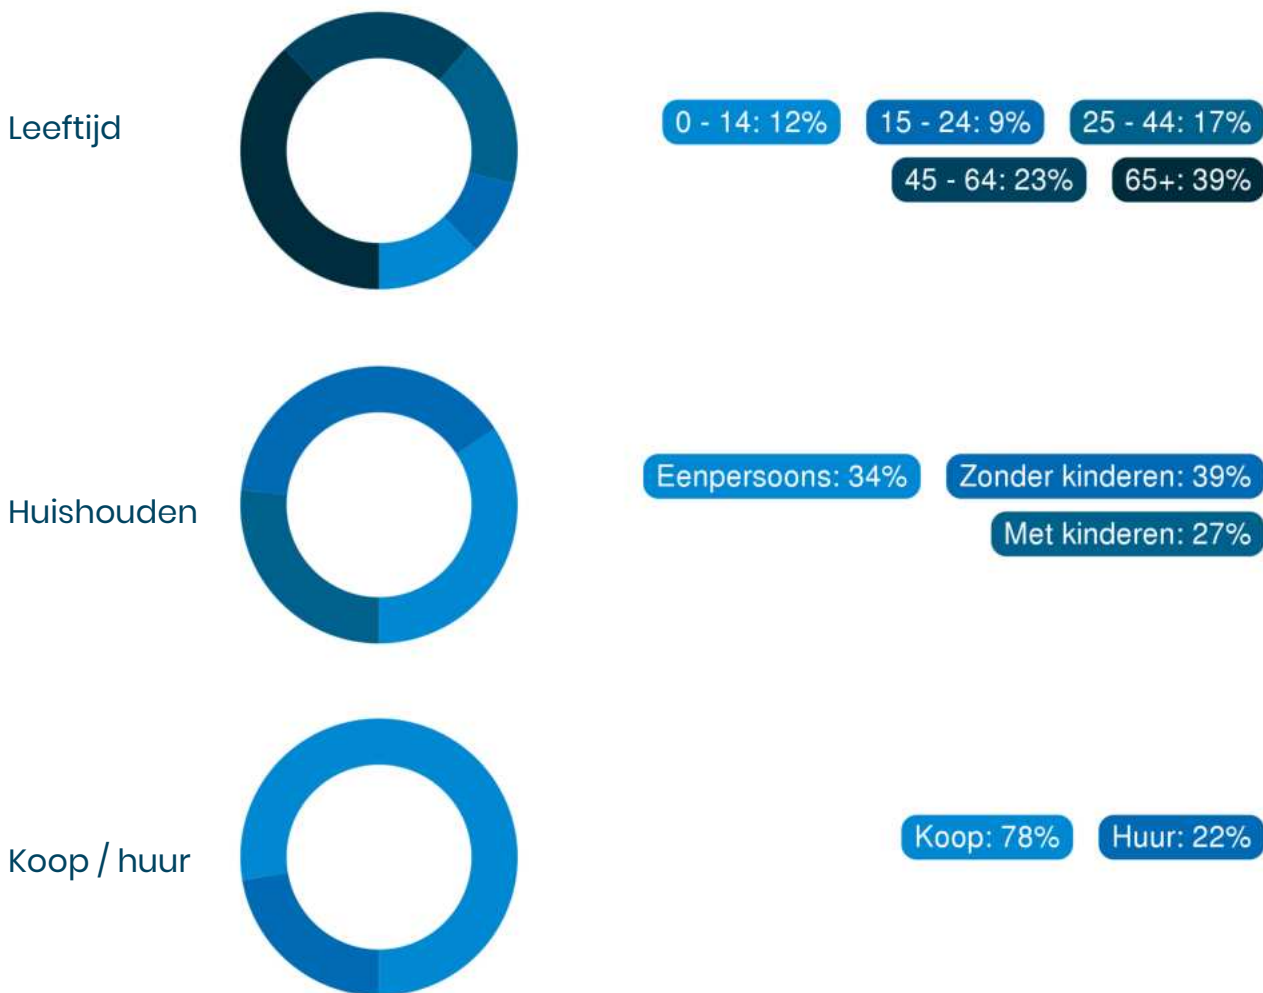 Leeftijd
0 - 14: 12% 15 - 24: 9% 25 - 44: 17%
45 - 64: 23% 65+: 39%
Huishouden
Eenpersoons: 34% Zonder kinderen: 39%
Met kinderen: 27%
Koop / huur
Koop: 78% Huur: 22%